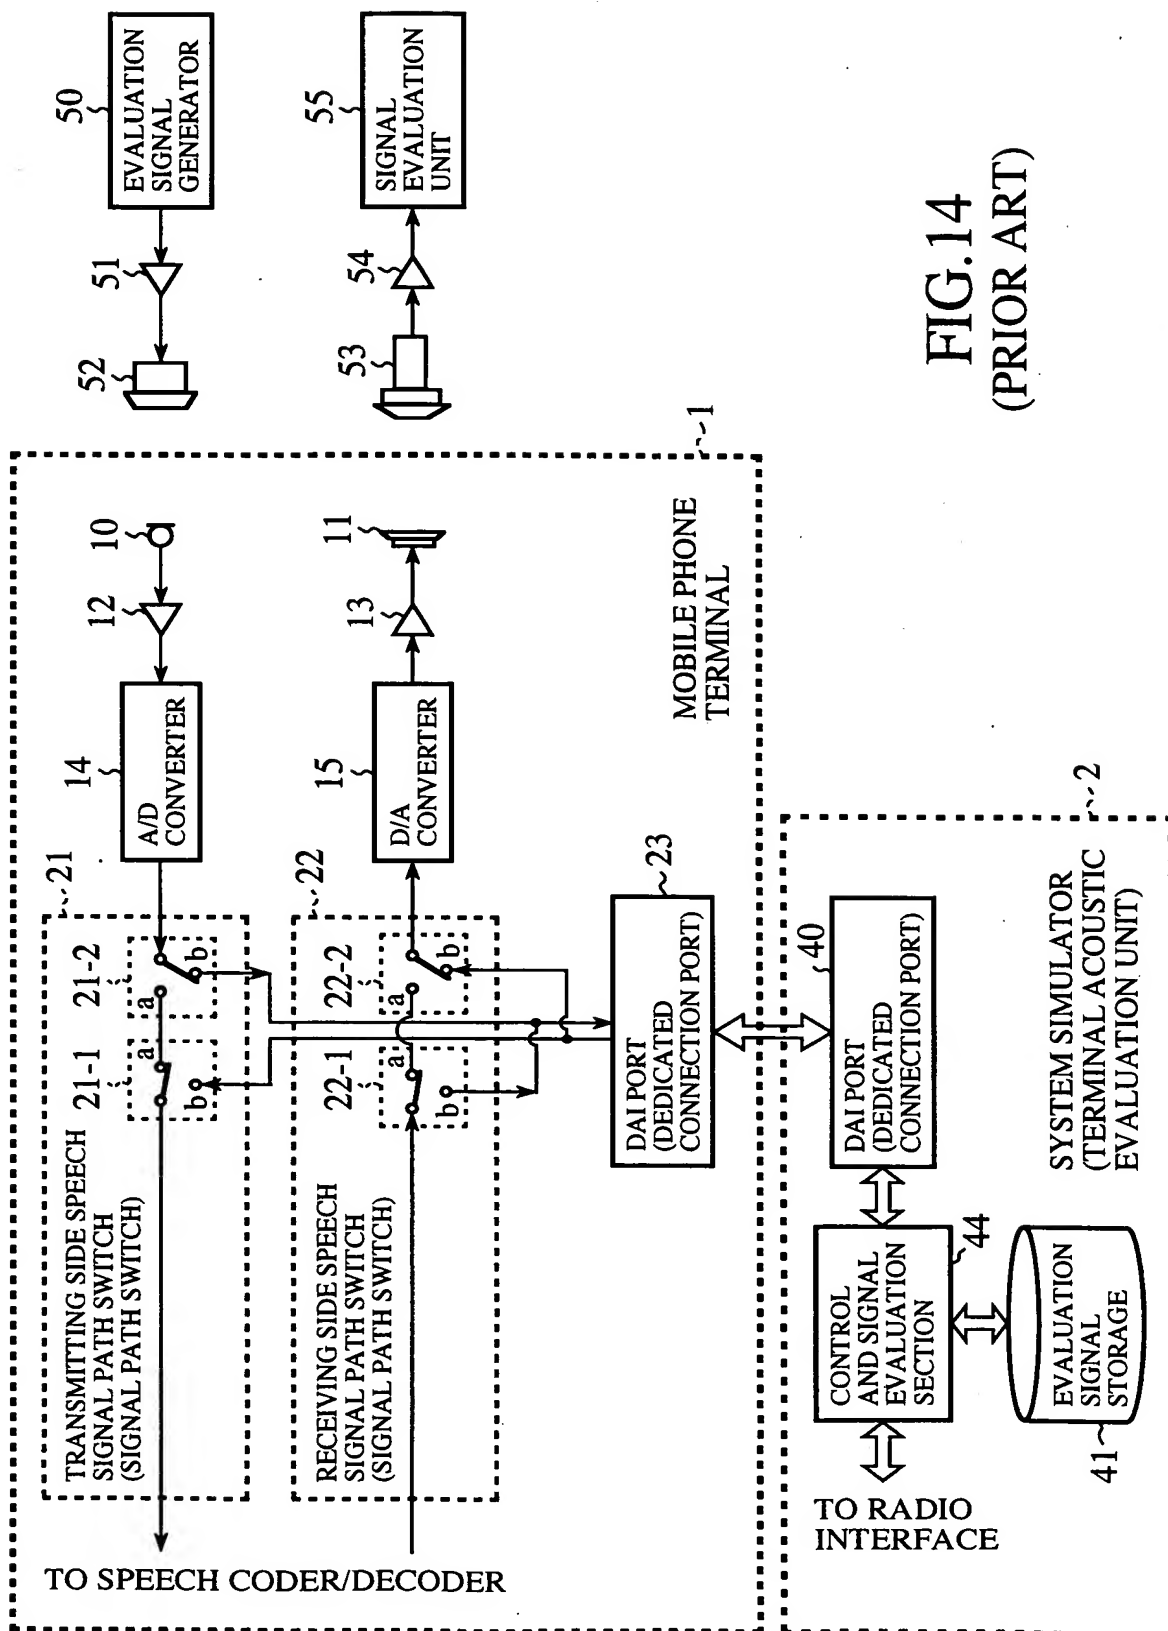 50
EVALUATION
SIGNAL
GENERATOR
51
52
55
SIGNAL
EVALUATION
UNIT
54
53
FIG.14
(PRIOR ART)
1
10
12
14
A/D
CONVERTER
11
13
15
D/A
CONVERTER
MOBILE PHONE
TERMINAL
21
21-2
a
b
21-1
a
b
TRANSMITTING SIDE SPEECH
SIGNAL PATH SWITCH
(SIGNAL PATH SWITCH)
22
22-2
a
b
22-1
a
b
RECEIVING SIDE SPEECH
SIGNAL PATH SWITCH
(SIGNAL PATH SWITCH)
TO SPEECH CODER/DECODER
23
DAI PORT
(DEDICATED
CONNECTION PORT)
2
40
DAI PORT
(DEDICATED
CONNECTION PORT)
SYSTEM SIMULATOR
(TERMINAL ACOUSTIC
EVALUATION UNIT)
44
CONTROL
AND SIGNAL
EVALUATION
SECTION
EVALUATION
SIGNAL
STORAGE
41
TO RADIO
INTERFACE